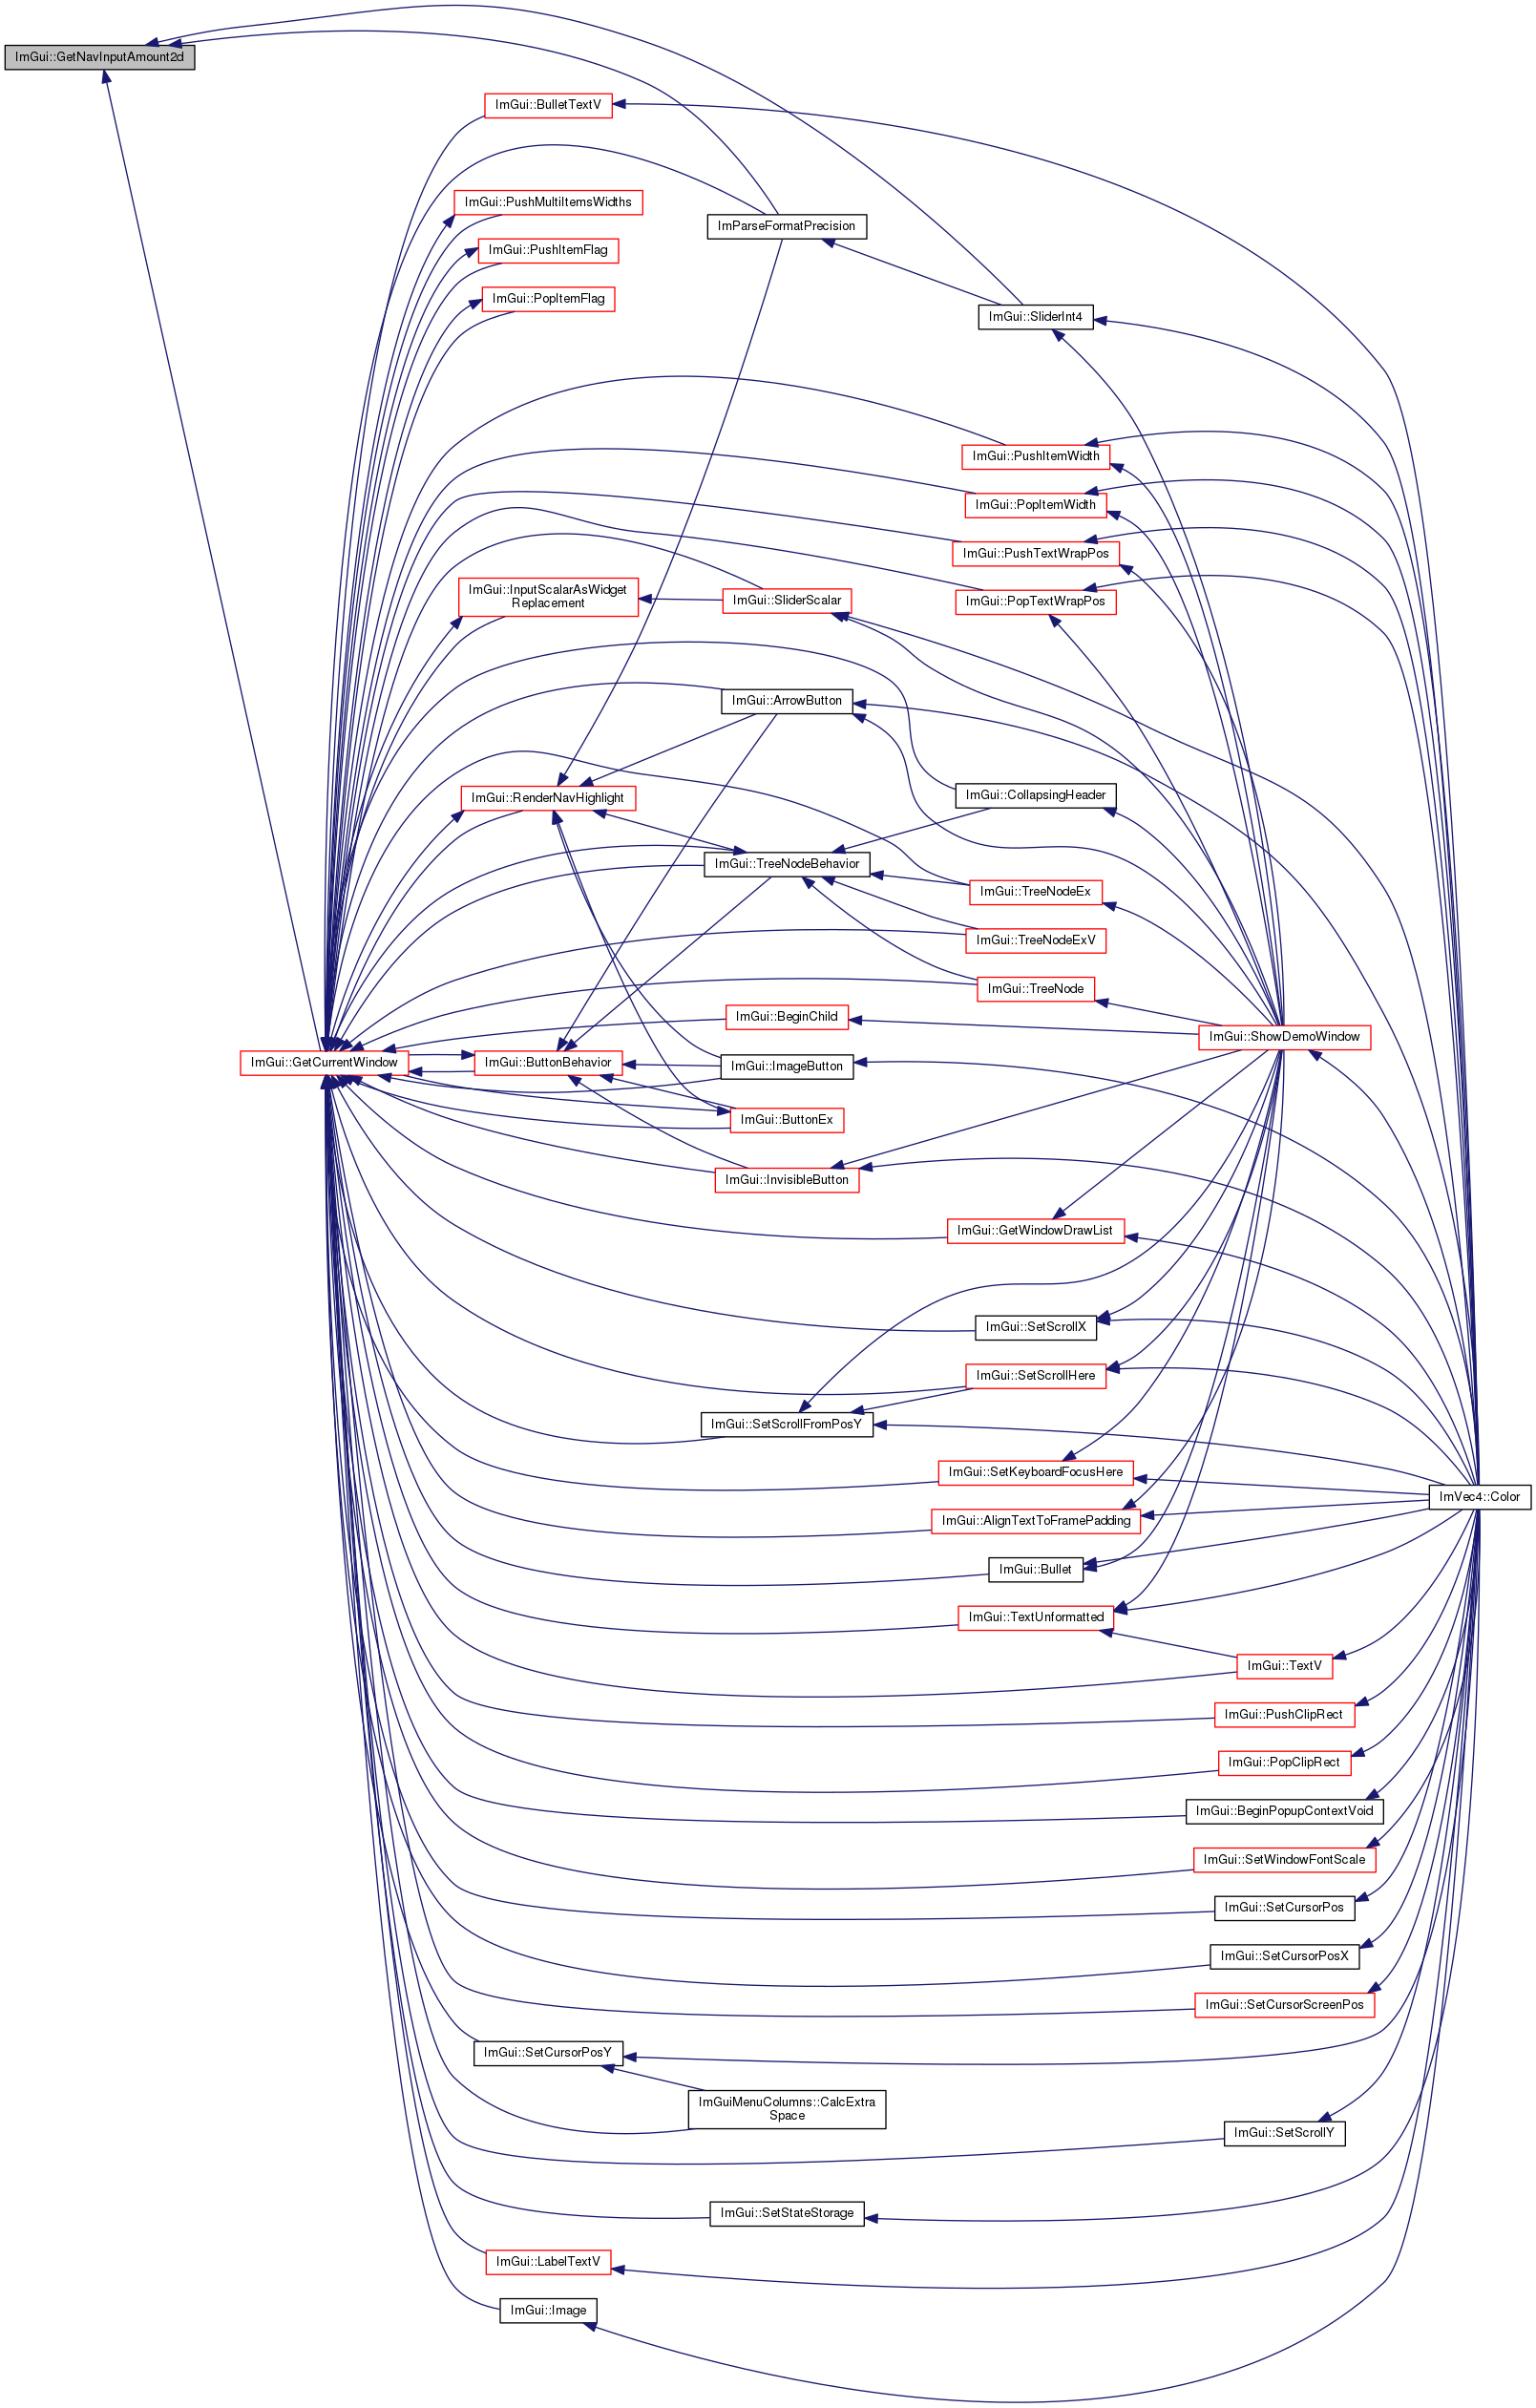 ImGui::GetNavInputAmount2d
ImGui::BulletTextV
ImGui::PushMultiItemsWidths
ImParseFormatPrecision
ImGui::PushItemFlag
ImGui::PopItemFlag
ImGui::SliderInt4
ImGui::PushItemWidth
ImGui::PopItemWidth
ImGui::PushTextWrapPos
ImGui::InputScalarAsWidget
Replacement
ImGui::SliderScalar
ImGui::PopTextWrapPos
ImGui::ArrowButton
ImGui::RenderNavHighlight
ImGui::CollapsingHeader
ImGui::TreeNodeBehavior
ImGui::TreeNodeEx
ImGui::TreeNodeExV
ImGui::TreeNode
ImGui::BeginChild
ImGui::ShowDemoWindow
ImGui::GetCurrentWindow
ImGui::ButtonBehavior
ImGui::ImageButton
ImGui::ButtonEx
ImGui::InvisibleButton
ImGui::GetWindowDrawList
ImGui::SetScrollX
ImGui::SetScrollHere
ImGui::SetScrollFromPosY
ImGui::SetKeyboardFocusHere
ImVec4::Color
ImGui::AlignTextToFramePadding
ImGui::Bullet
ImGui::TextUnformatted
ImGui::TextV
ImGui::PushClipRect
ImGui::PopClipRect
ImGui::BeginPopupContextVoid
ImGui::SetWindowFontScale
ImGui::SetCursorPos
ImGui::SetCursorPosX
ImGui::SetCursorScreenPos
ImGui::SetCursorPosY
ImGuiMenuColumns::CalcExtra
Space
ImGui::SetScrollY
ImGui::SetStateStorage
ImGui::LabelTextV
ImGui::Image